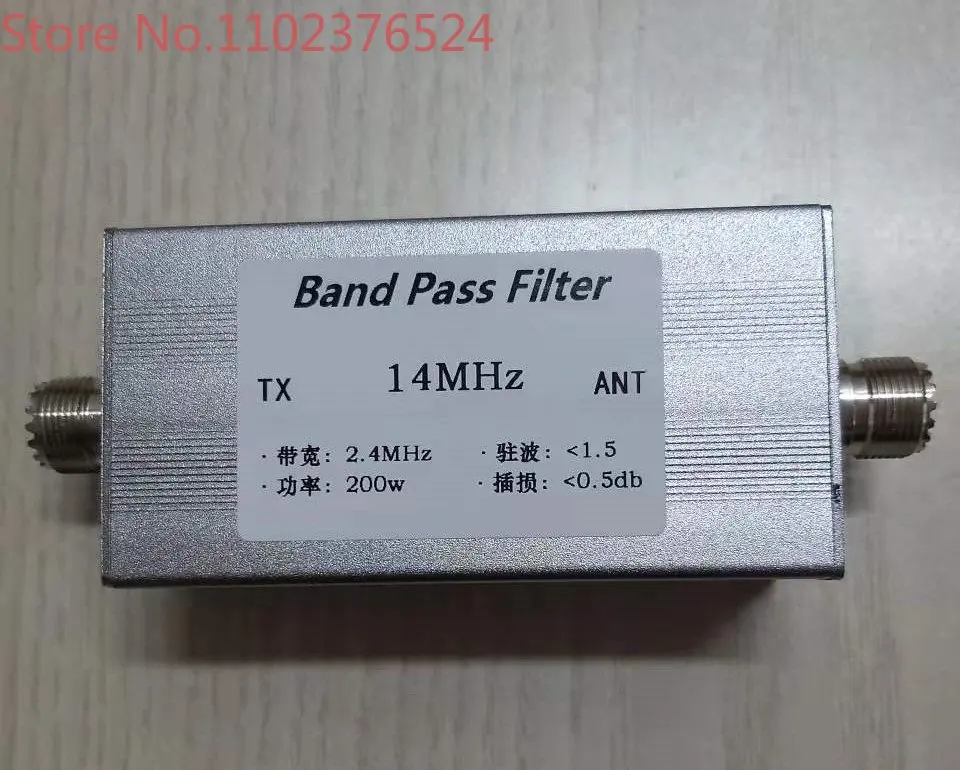 Store No.1102376524
Band Pass Filter
TX 14MHz ANT
· 带宽: 2.4MHz · 驻波: <1.5
· 功率: 200w · 插损: <0.5db